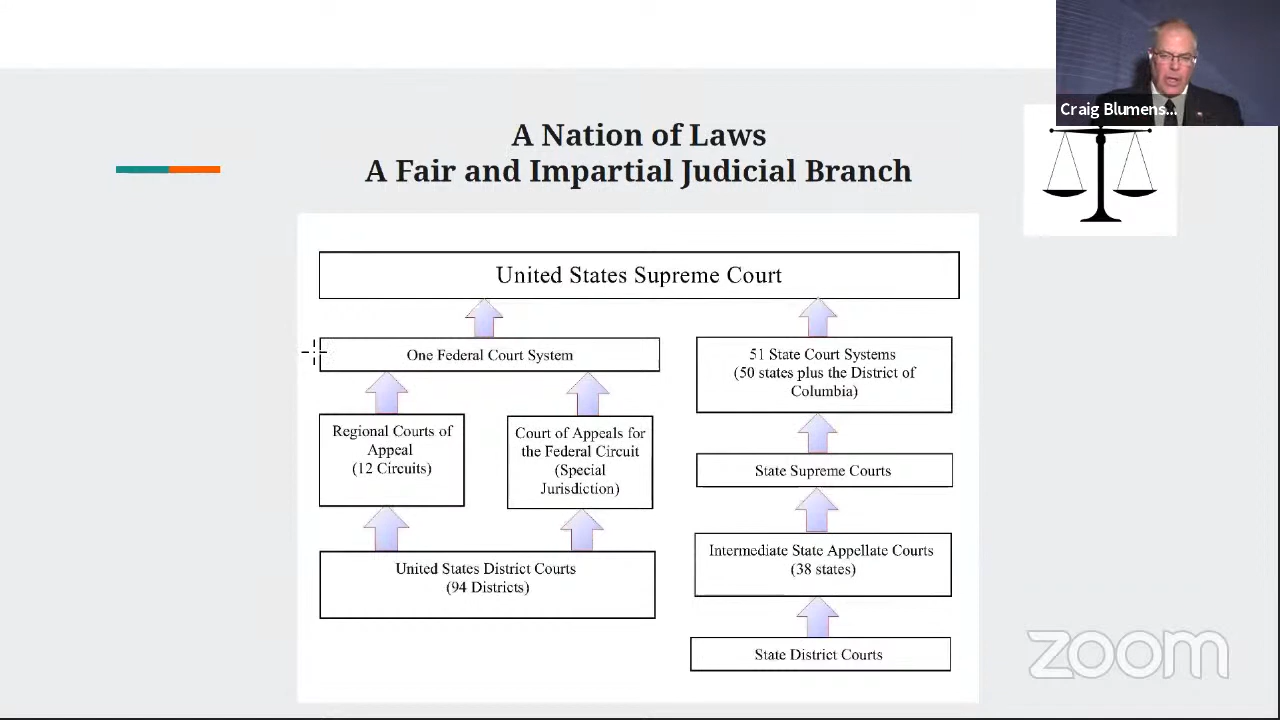 Craig Blumens...
A Nation of Laws
A Fair and Impartial Judicial Branch
United States Supreme Court
One Federal Court System
Regional Courts of
Appeal
(12 Circuits)
Court of Appeals for
the Federal Circuit
(Special
Jurisdiction)
United States District Courts
(94 Districts)
51 State Court Systems
(50 states plus the District of
Columbia)
State Supreme Courts
Intermediate State Appellate Courts
(38 states)
State District Courts
zoom